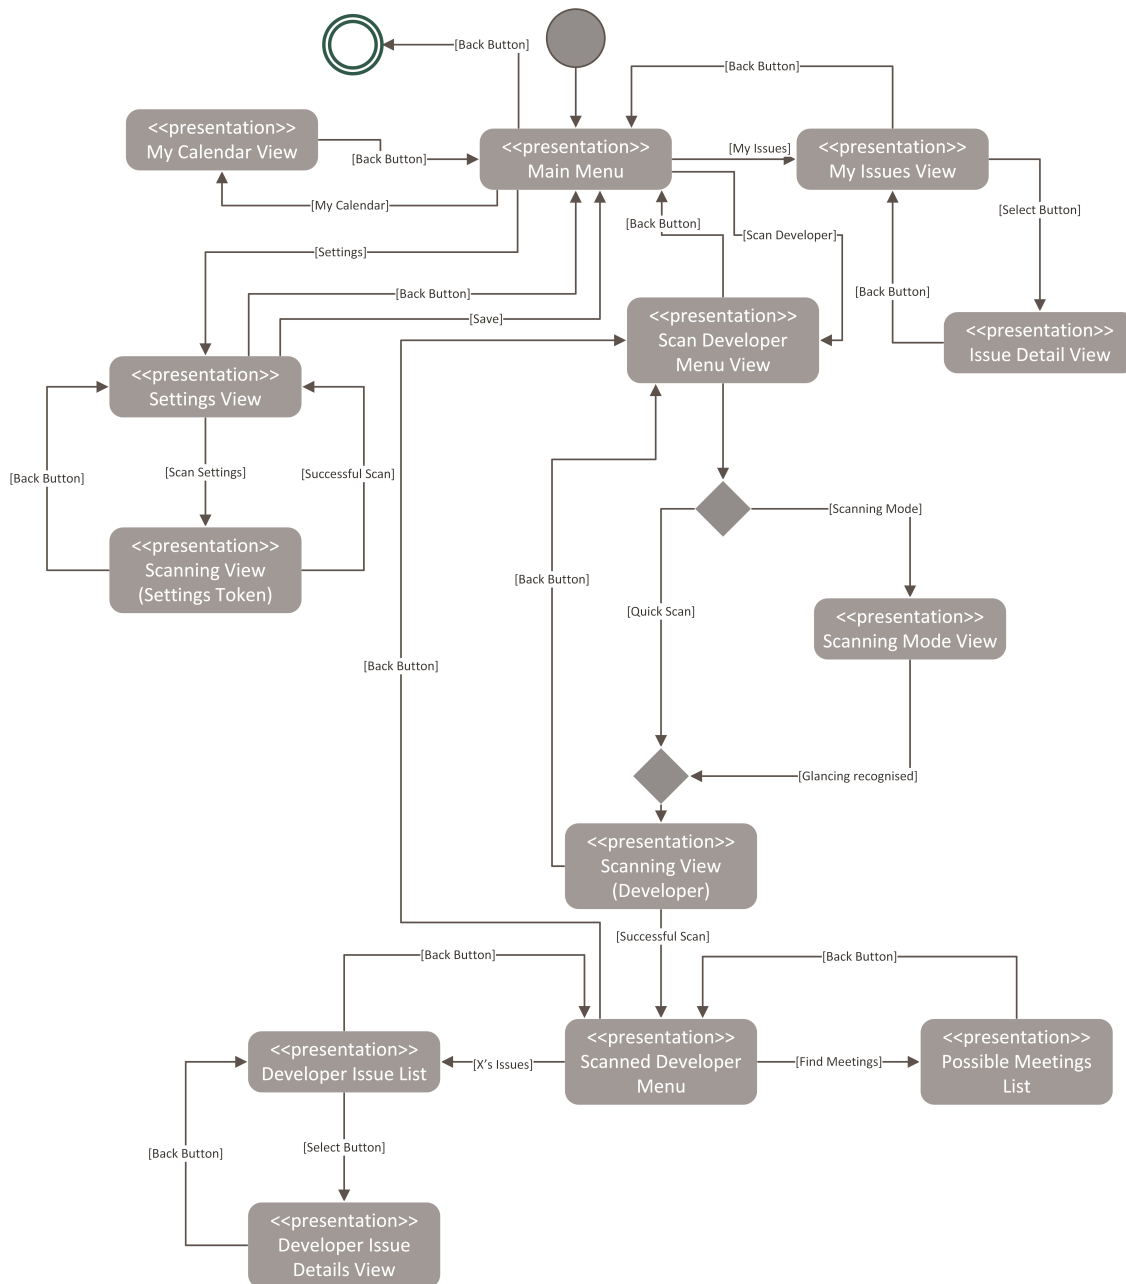 [Back Button]
[Back Button]
<<presentation>>
My Calendar View
[Back Button]
<<presentation>>
Main Menu
[My Issues]
<<presentation>>
My Issues View
[My Calendar]
[Select Button]
[Back Button]
[Scan Developer]
[Settings]
[Back Button]
[Back Button]
[Save]
<<presentation>>
Scan Developer
Menu View
<<presentation>>
Issue Detail View
<<presentation>>
Settings View
[Back Button]
[Scan Settings]
[Successful Scan]
[Scanning Mode]
<<presentation>>
Scanning View
(Settings Token)
[Back Button]
[Quick Scan]
<<presentation>>
Scanning Mode View
[Back Button]
[Glancing recognised]
<<presentation>>
Scanning View
(Developer)
[Successful Scan]
[Back Button]
[Back Button]
<<presentation>>
Developer Issue List
[X's Issues]
<<presentation>>
Scanned Developer
Menu
[Find Meetings]
<<presentation>>
Possible Meetings
List
[Back Button]
[Select Button]
<<presentation>>
Developer Issue
Details View